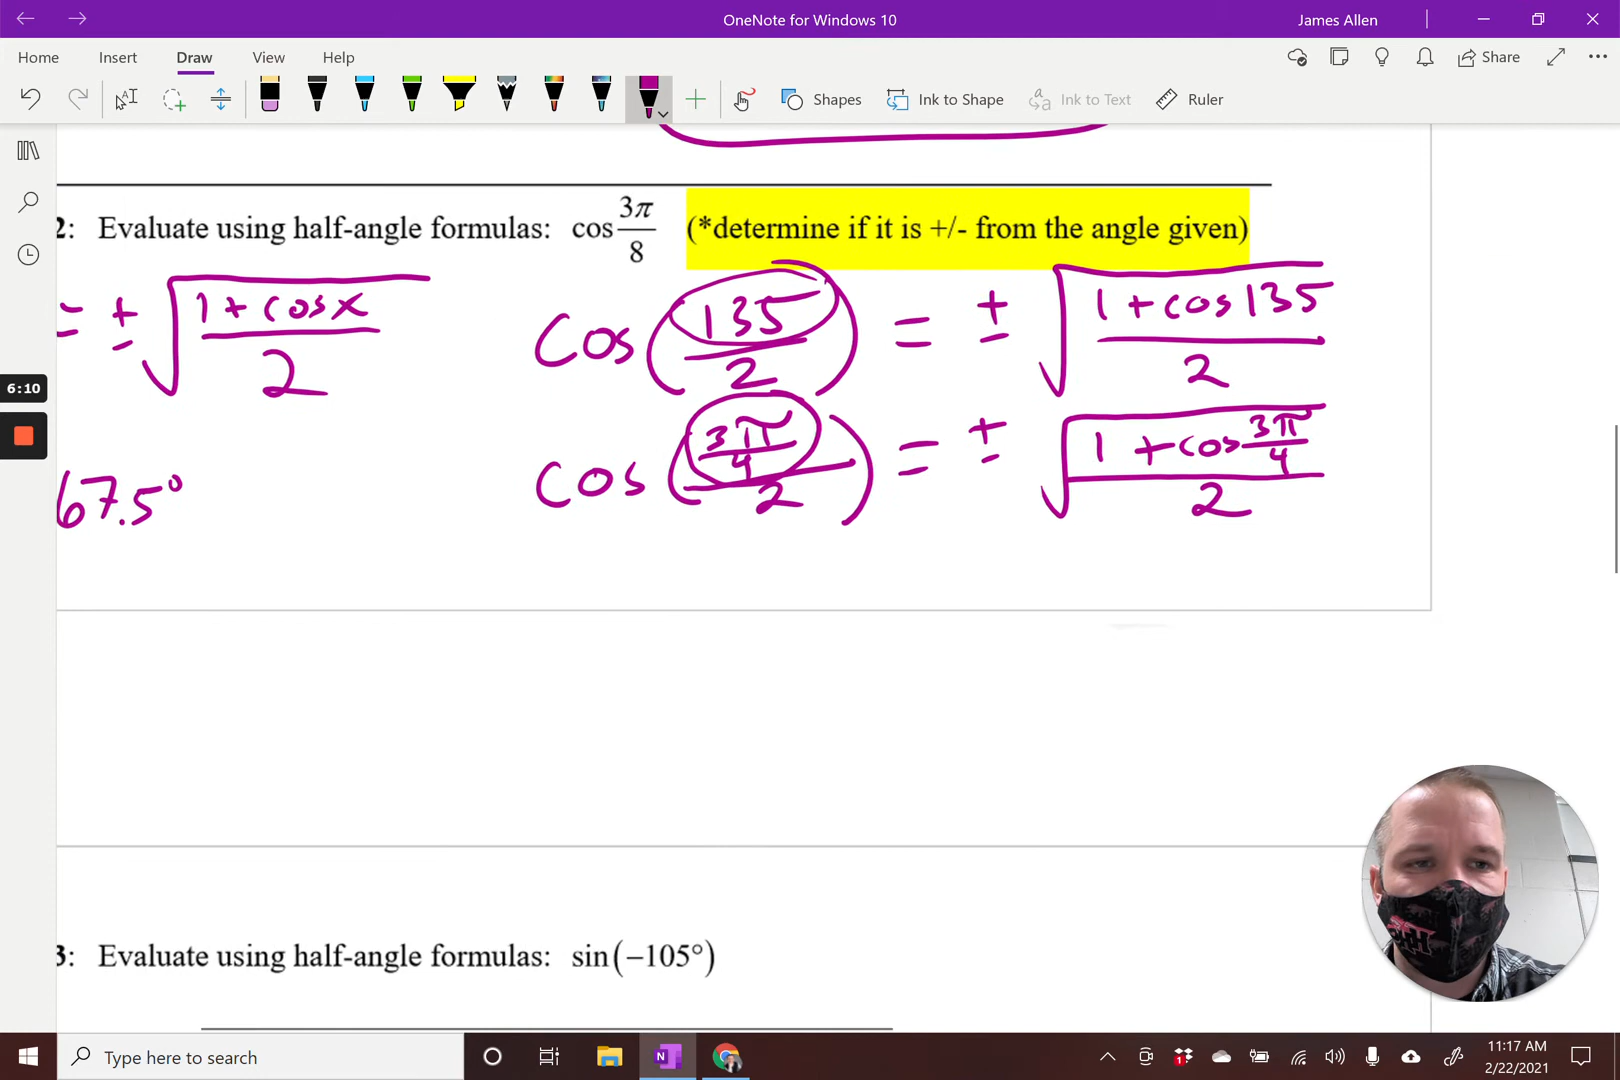 OneNote for Windows 10
James Allen
Home Insert Draw View Help
Share
Shapes Ink to Shape Ink to Text Ruler
2: Evaluate using half-angle formulas: cos 3π/8 (*determine if it is +/- from the angle given)
= ± √((1 + cos x)/2)
cos(135/2) = ± √((1 + cos 135)/2)
6:10
cos((3π/4)/2) = ± √((1 + cos 3π/4)/2)
67.5°
3: Evaluate using half-angle formulas: sin(−105°)
Type here to search
11:17 AM
2/22/2021